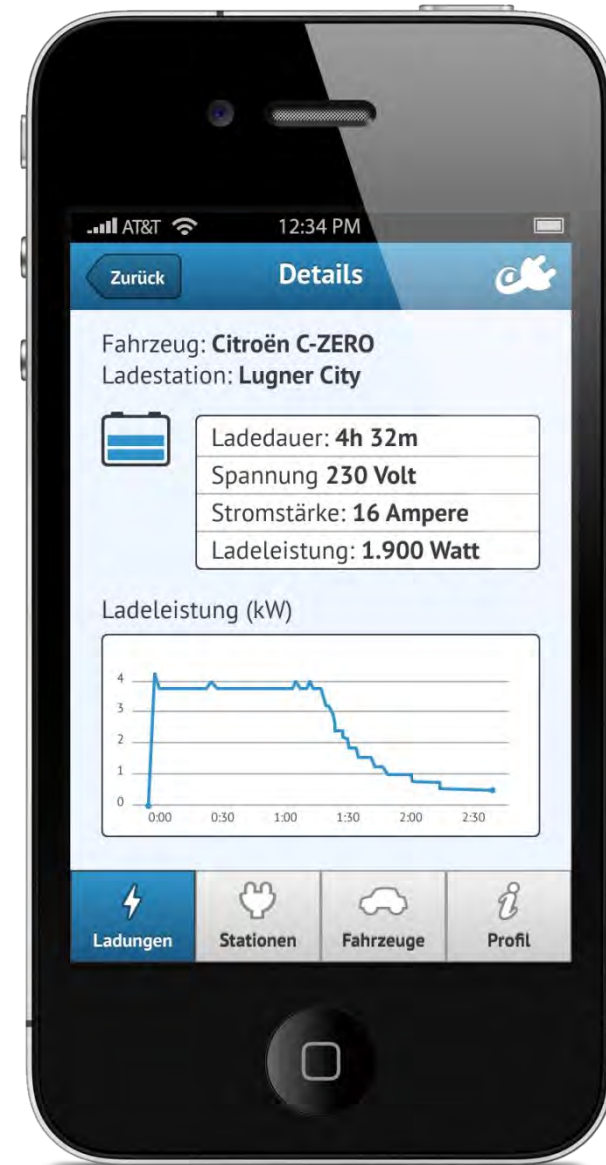 AT&T 12:34 PM
Zurück Details
Fahrzeug: Citroën C-ZERO
Ladestation: Lugner City
Ladedauer: 4h 32m
Spannung 230 Volt
Stromstärke: 16 Ampere
Ladeleistung: 1.900 Watt
Ladeleistung (kW)
4
3
2
1
0
0:00 0:30 1:00 1:30 2:00 2:30
Ladungen Stationen Fahrzeuge Profil